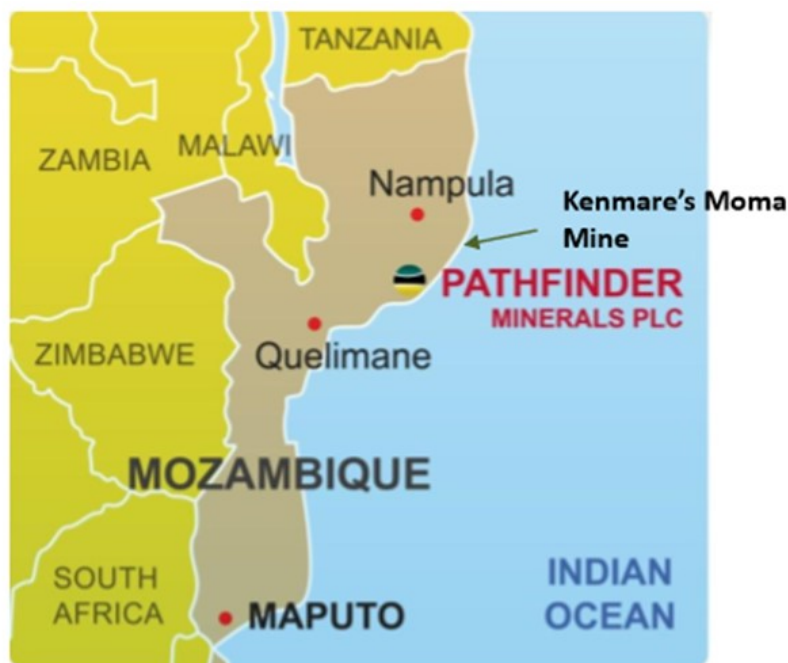 TANZANIA
ZAMBIA
MALAWI
Nampula
Kenmare's Moma
Mine
PATHFINDER
MINERALS PLC
ZIMBABWE
Quelimane
MOZAMBIQUE
SOUTH
AFRICA
MAPUTO
INDIAN
OCEAN